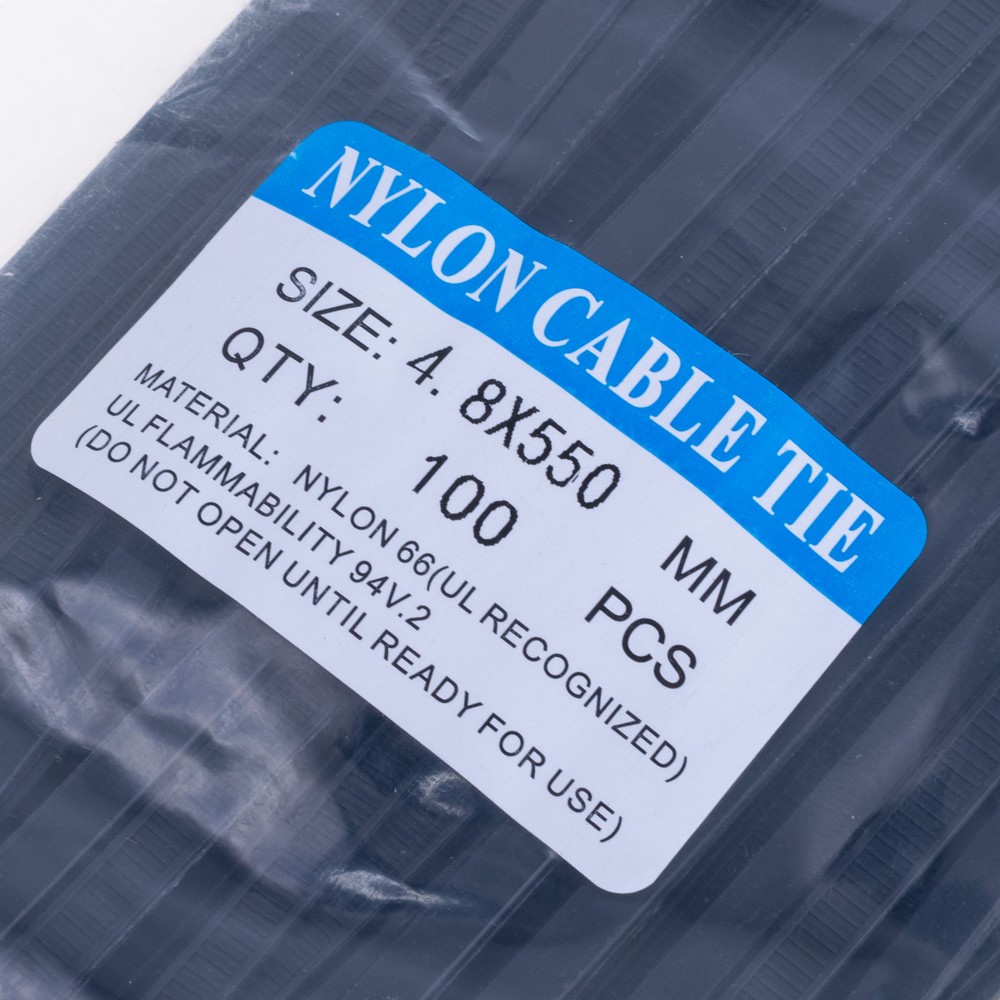 NYLON CABLE TIE
SIZE: 4. 8X550 MM
QTY: 100 PCS
MATERIAL: NYLON 66(UL RECOGNIZED)
UL FLAMMABILITY 94V.2
(DO NOT OPEN UNTIL READY FOR USE)